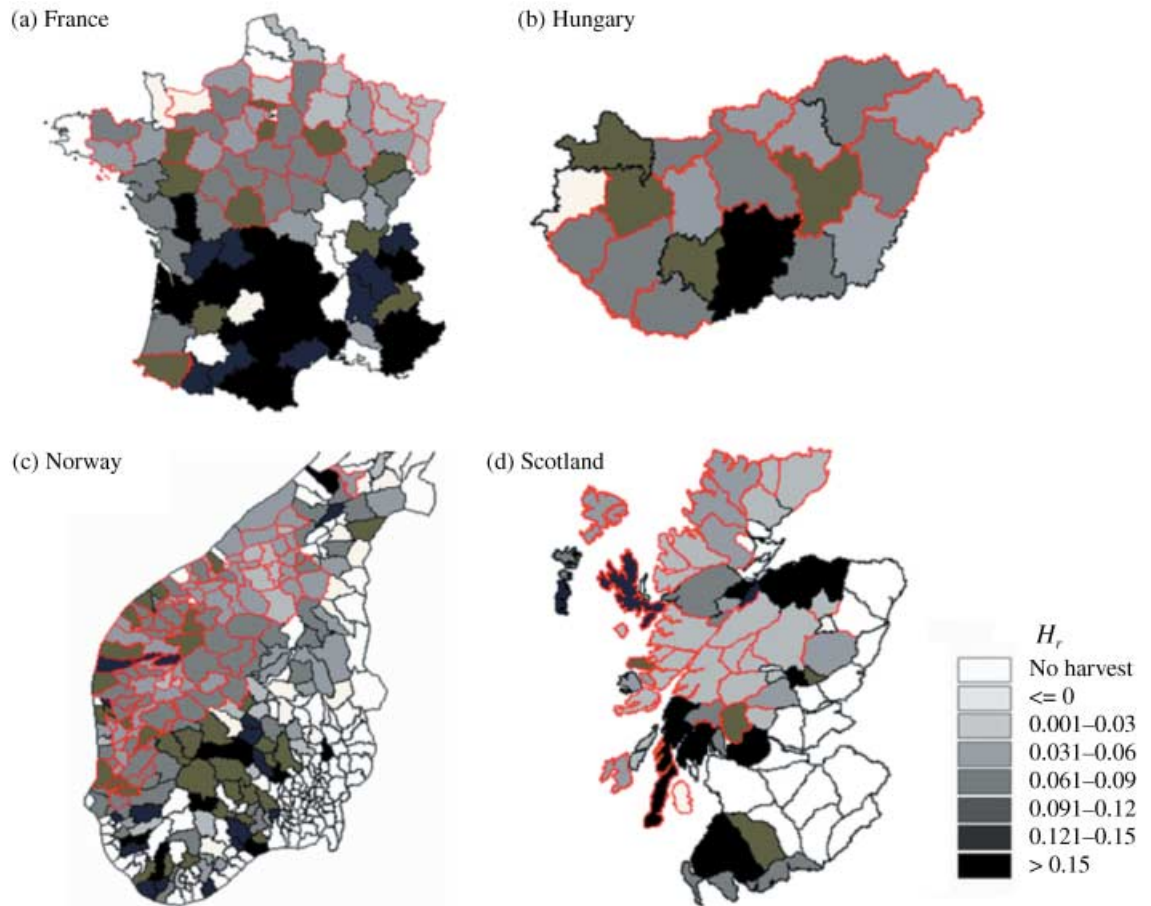 (a) France
(b) Hungary
(c) Norway
(d) Scotland
Hr
No harvest
<= 0
0.001–0.03
0.031–0.06
0.061–0.09
0.091–0.12
0.121–0.15
> 0.15